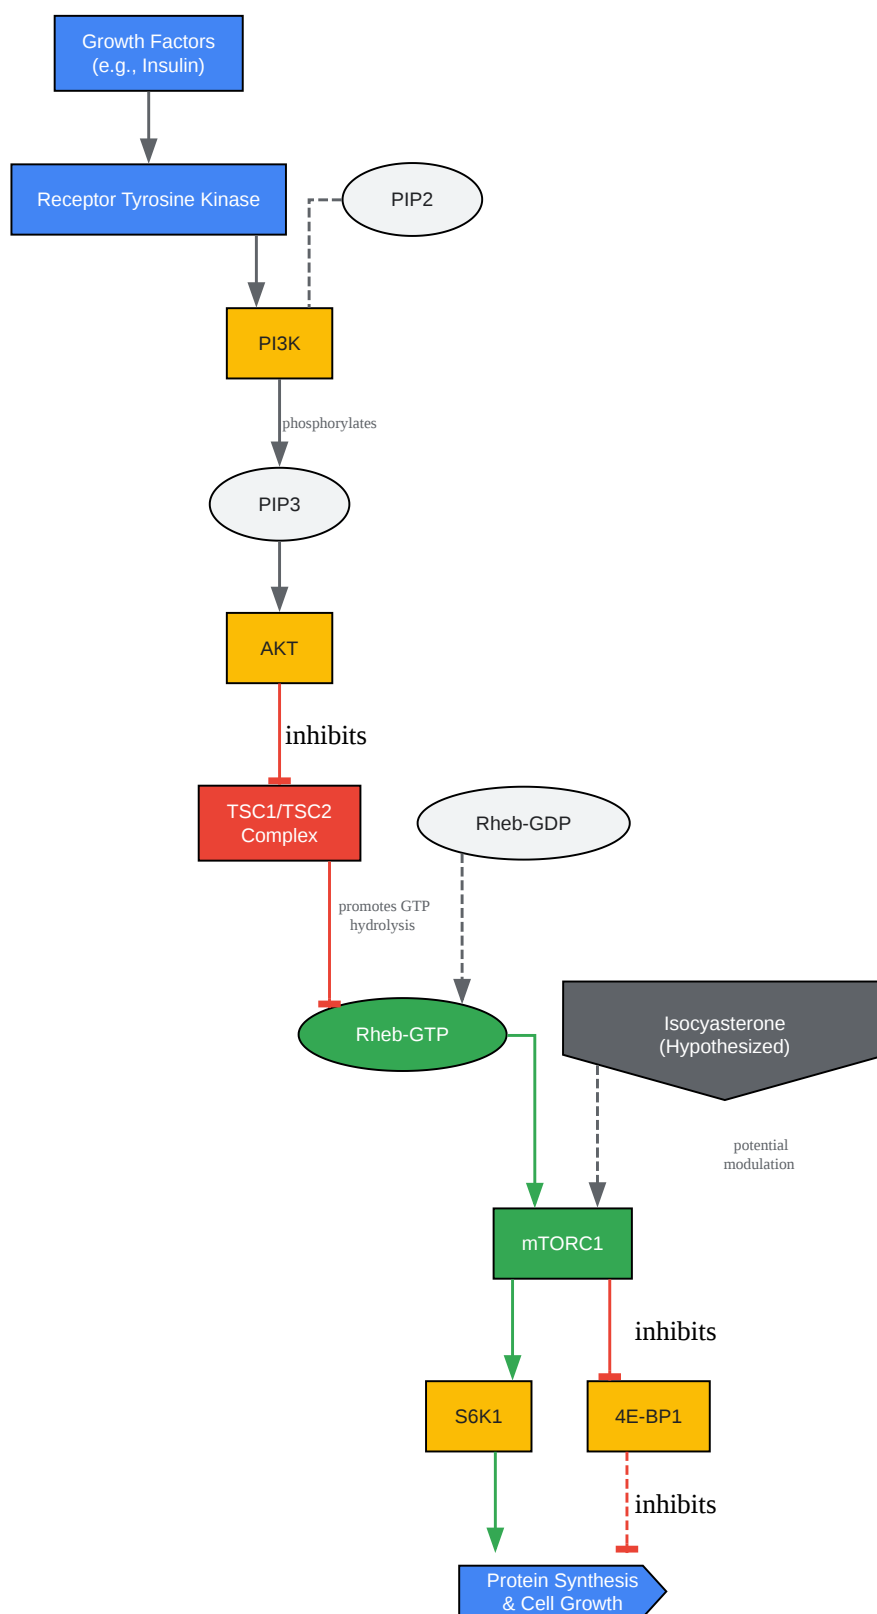 Growth Factors
(e.g., Insulin)
Receptor Tyrosine Kinase
PIP2
PI3K
phosphorylates
PIP3
AKT
inhibits
TSC1/TSC2
Complex
Rheb-GDP
promotes GTP
hydrolysis
Rheb-GTP
Isocyasterone
(Hypothesized)
potential
modulation
mTORC1
inhibits
S6K1
4E-BP1
inhibits
Protein Synthesis
& Cell Growth